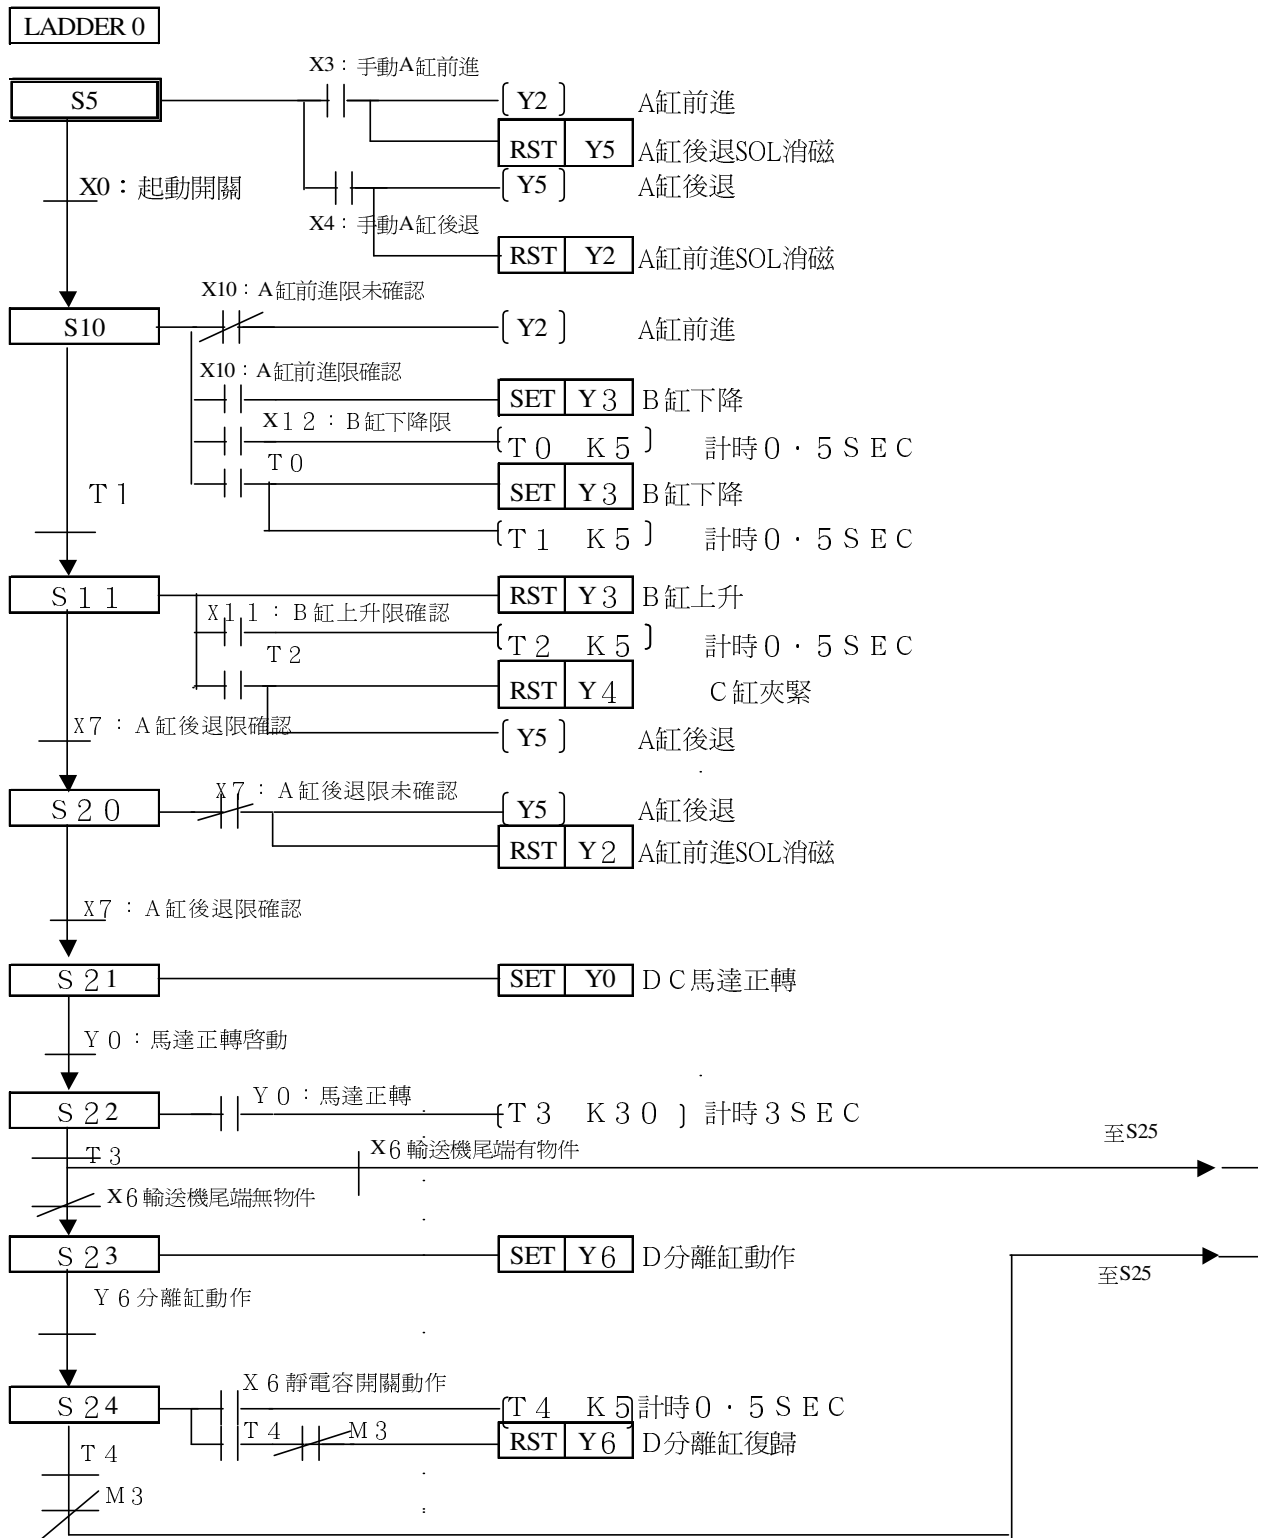 LADDER 0
X3：手動A缸前進
S5
Y2
A缸前進
RST Y5 A缸後退SOL消磁
X0：起動開關
Y5
A缸後退
X4：手動A缸後退
RST Y2 A缸前進SOL消磁
X10：A缸前進限未確認
S10
Y2
A缸前進
X10：A缸前進限確認
SET Y3 B缸下降
X12：B缸下降限
T0 K5 計時0．5SEC
T0
T1
SET Y3 B缸下降
T1 K5 計時0．5SEC
S11
RST Y3 B缸上升
X11：B缸上升限確認
T2 K5 計時0．5SEC
T2
RST Y4 C缸夾緊
X7：A缸後退限確認
Y5
A缸後退
X7：A缸後退限未確認
S20
Y5
A缸後退
RST Y2 A缸前進SOL消磁
X7：A缸後退限確認
S21
SET Y0 DC馬達正轉
Y0：馬達正轉啓動
Y0：馬達正轉
S22
T3 K30 計時3SEC
至S25
T3
X6輸送機尾端有物件
X6輸送機尾端無物件
S23
SET Y6 D分離缸動作
至S25
Y6分離缸動作
X6靜電容開關動作
S24
T4 K5 計時0．5SEC
T4 M3
RST Y6 D分離缸復歸
T4
M3